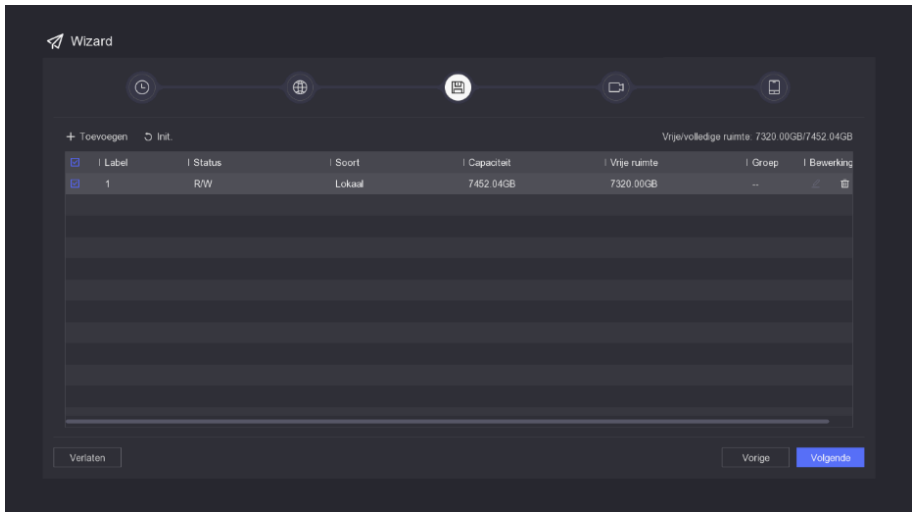 Wizard
Toevoegen Init. Vrije/volledige ruimte: 7320.00GB/7452.04GB
Label Status Soort Capaciteit Vrije ruimte Groep Bewerking
1 R/W Lokaal 7452.04GB 7320.00GB --
Verlaten Vorige Volgende